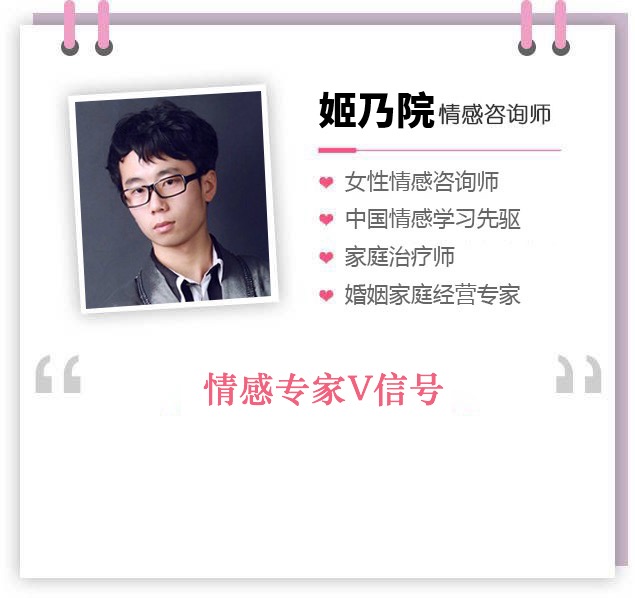 姬乃院 情感咨询师
❤ 女性情感咨询师
❤ 中国情感学习先驱
❤ 家庭治疗师
❤ 婚姻家庭经营专家
“ 情感专家V信号 ”